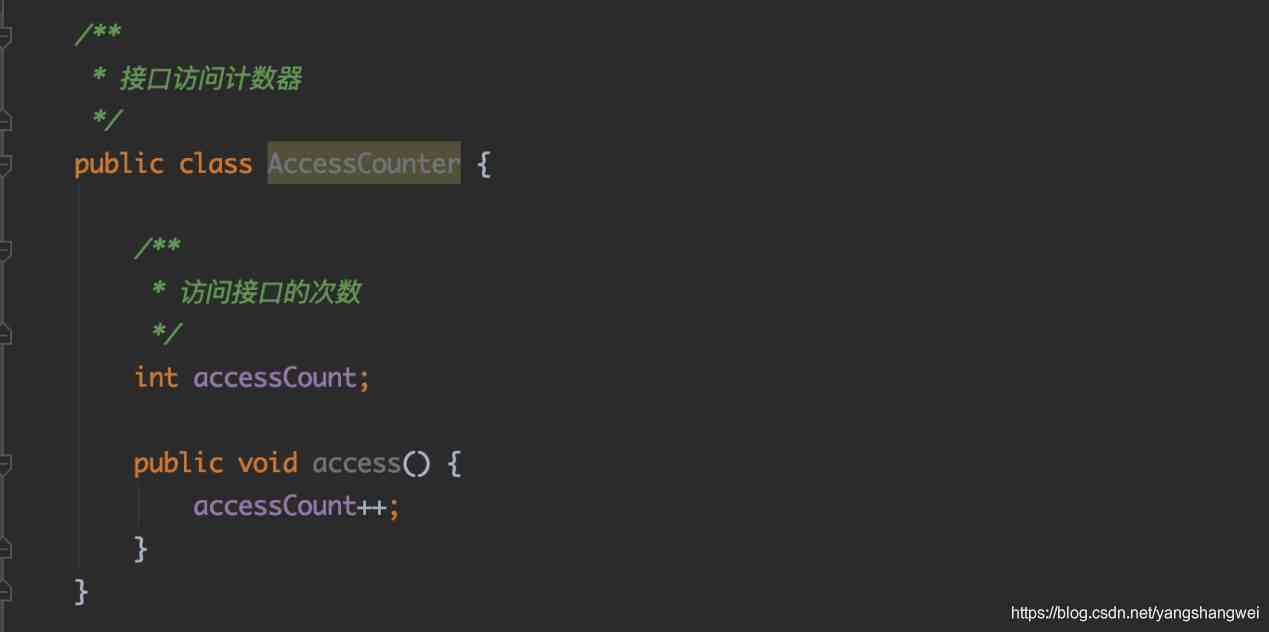 /**
 * 接口访问计数器
 */
public class AccessCounter {
    /**
     * 访问接口的次数
     */
    int accessCount;
    public void access() {
        accessCount++;
    }
}
https://blog.csdn.net/yangshangwei